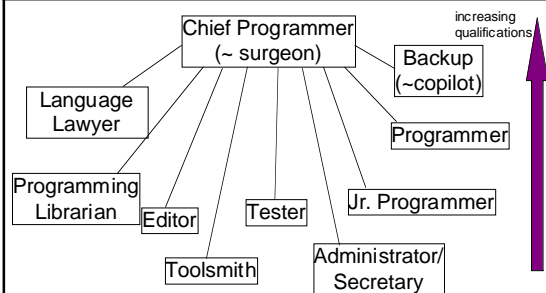 increasing
qualifications
Chief Programmer
(~ surgeon)
Backup
(~copilot)
Language
Lawyer
Programmer
Programming
Librarian
Editor
Tester
Jr. Programmer
Toolsmith
Administrator/
Secretary